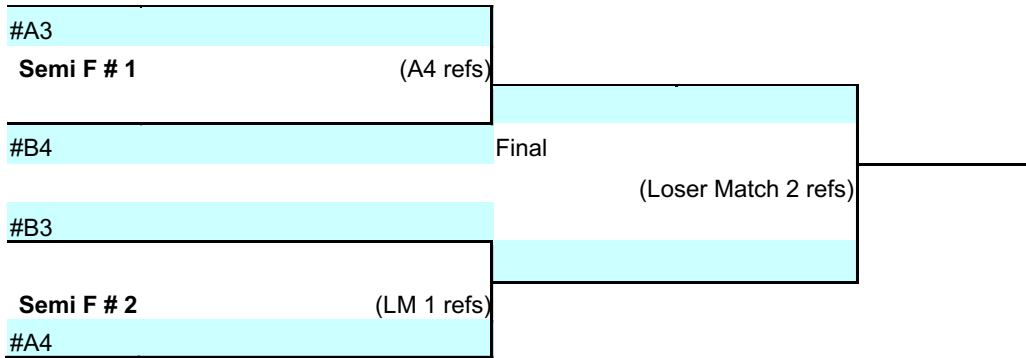 #A3
Semi F # 1 (A4 refs)
#B4 Final
(Loser Match 2 refs)
#B3
Semi F # 2 (LM 1 refs)
#A4